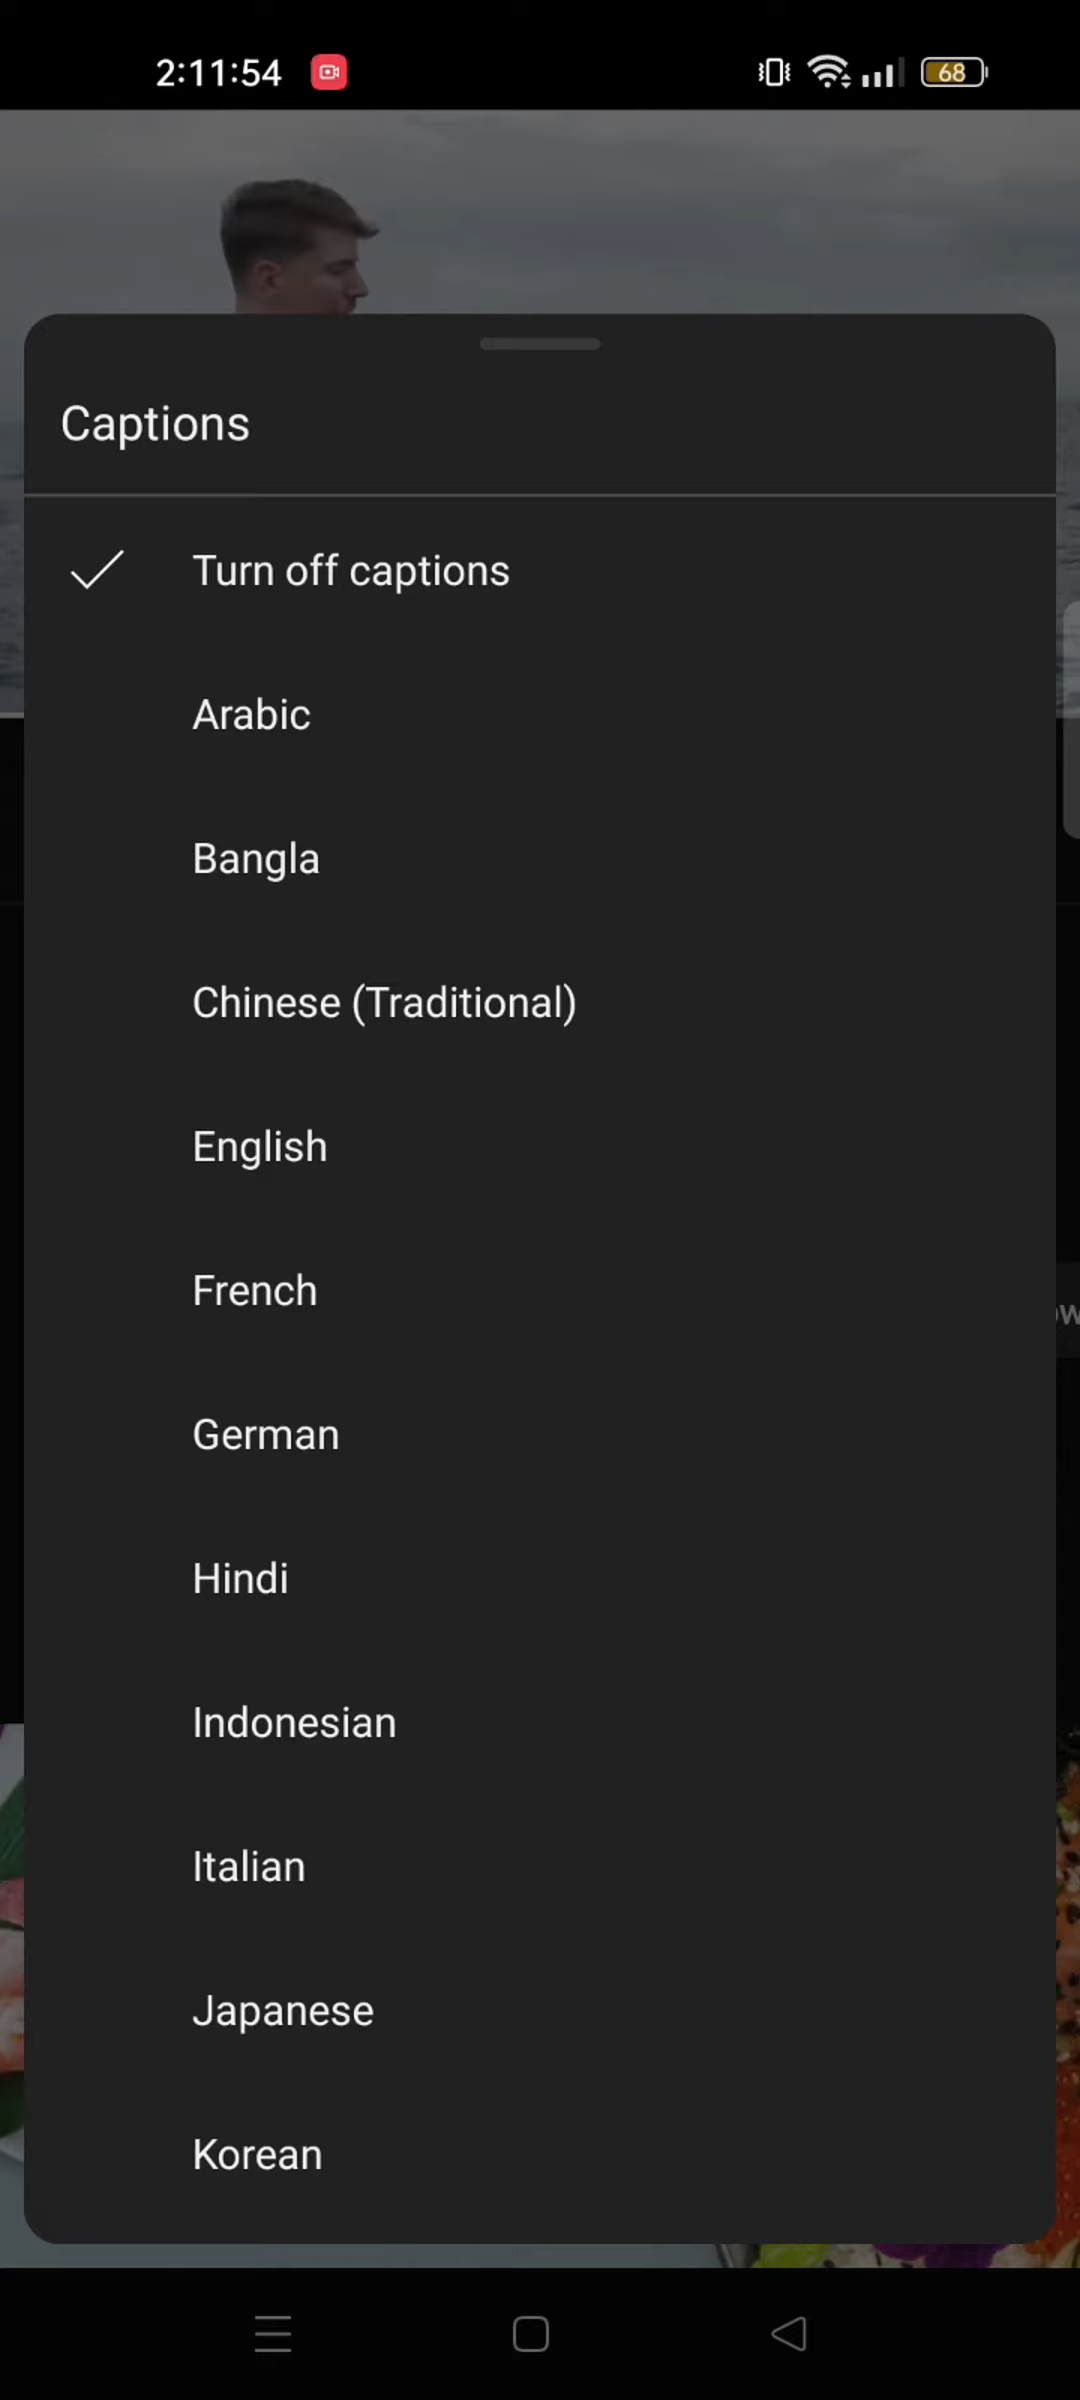 2:11:54
68
Captions
Turn off captions
Arabic
Bangla
Chinese (Traditional)
English
French
German
Hindi
Indonesian
Italian
Japanese
Korean